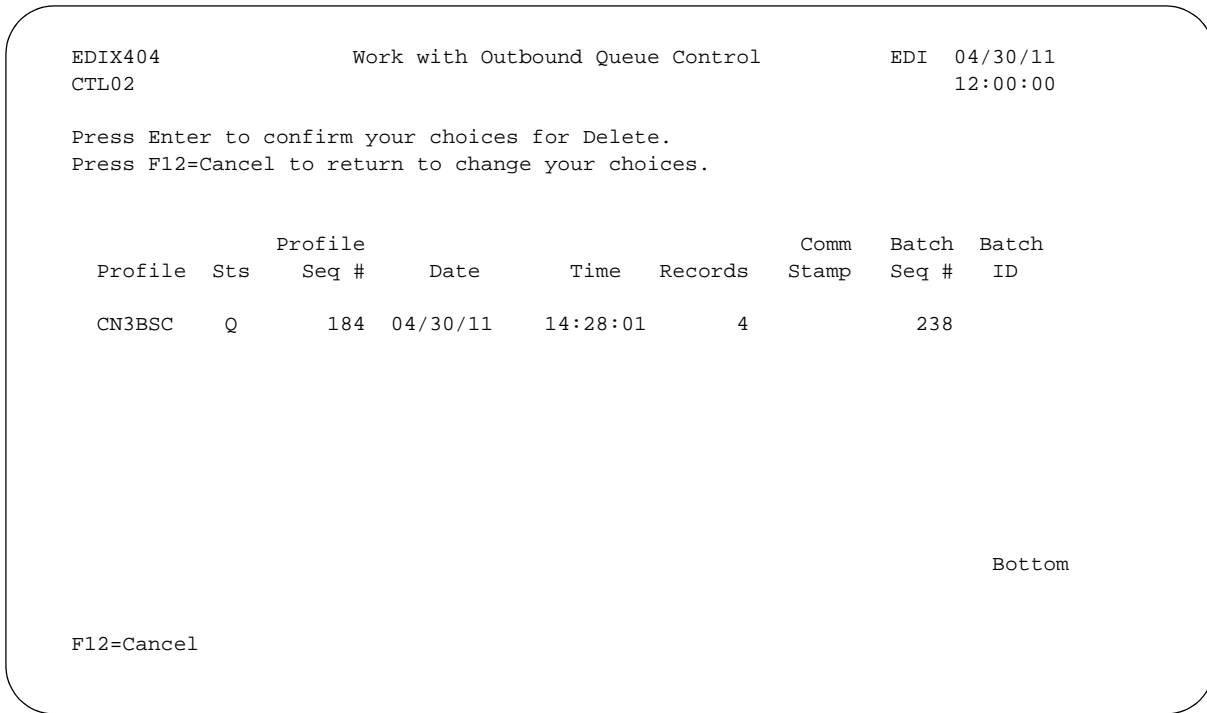 EDIX404 Work with Outbound Queue Control EDI 04/30/11
CTL02 12:00:00
Press Enter to confirm your choices for Delete.
Press F12=Cancel to return to change your choices.
Profile Comm Batch Batch
Profile Sts Seq # Date Time Records Stamp Seq # ID
CN3BSC Q 184 04/30/11 14:28:01 4 238
Bottom
F12=Cancel